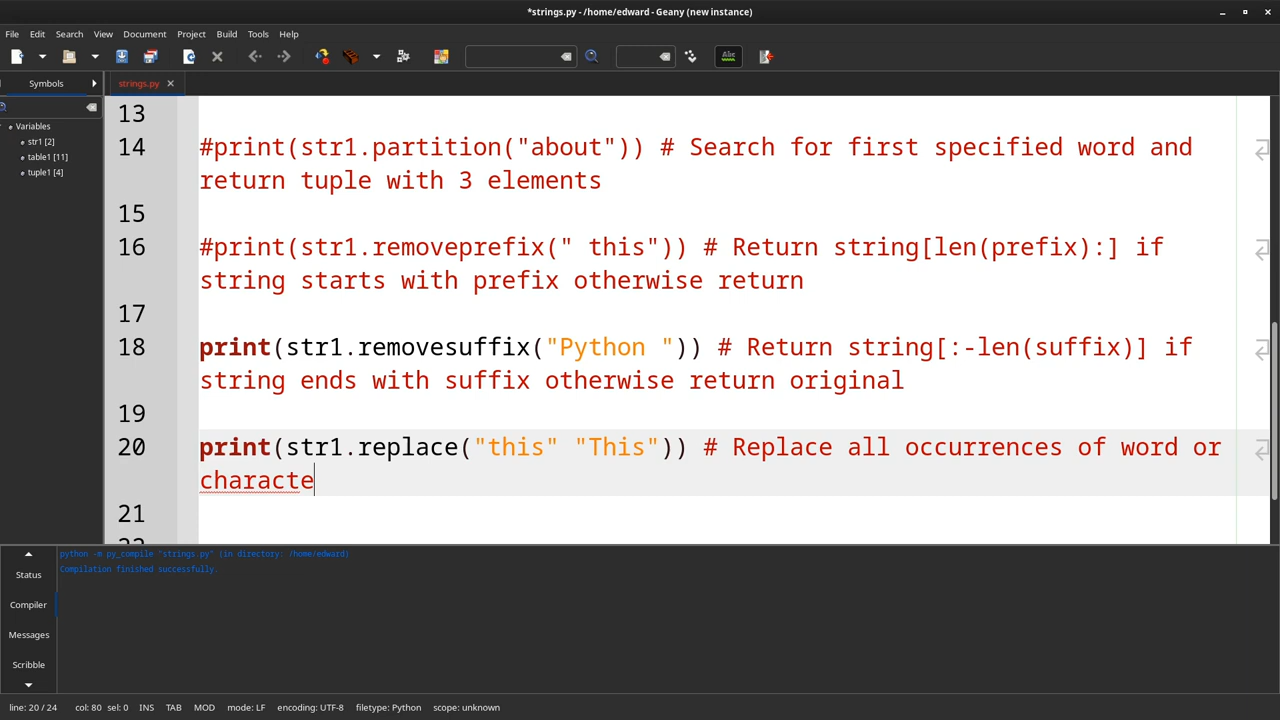 *strings.py - /home/edward - Geany (new instance)
File Edit Search View Document Project Build Tools Help
Abc
Symbols
strings.py
Variables
str1 [2]
table1 [11]
tuple1 [4]
13
14 #print(str1.partition("about")) # Search for first specified word and
return tuple with 3 elements
15
16 #print(str1.removeprefix(" this")) # Return string[len(prefix):] if
string starts with prefix otherwise return
17
18 print(str1.removesuffix("Python ")) # Return string[:-len(suffix)] if
string ends with suffix otherwise return original
19
20 print(str1.replace("this" "This")) # Replace all occurrences of word or
characte
21
Status
Compiler
Messages
Scribble
python -m py_compile "strings.py" (in directory: /home/edward)
Compilation finished successfully.
line: 20 / 24 col: 80 sel: 0 INS TAB MOD mode: LF encoding: UTF-8 filetype: Python scope: unknown